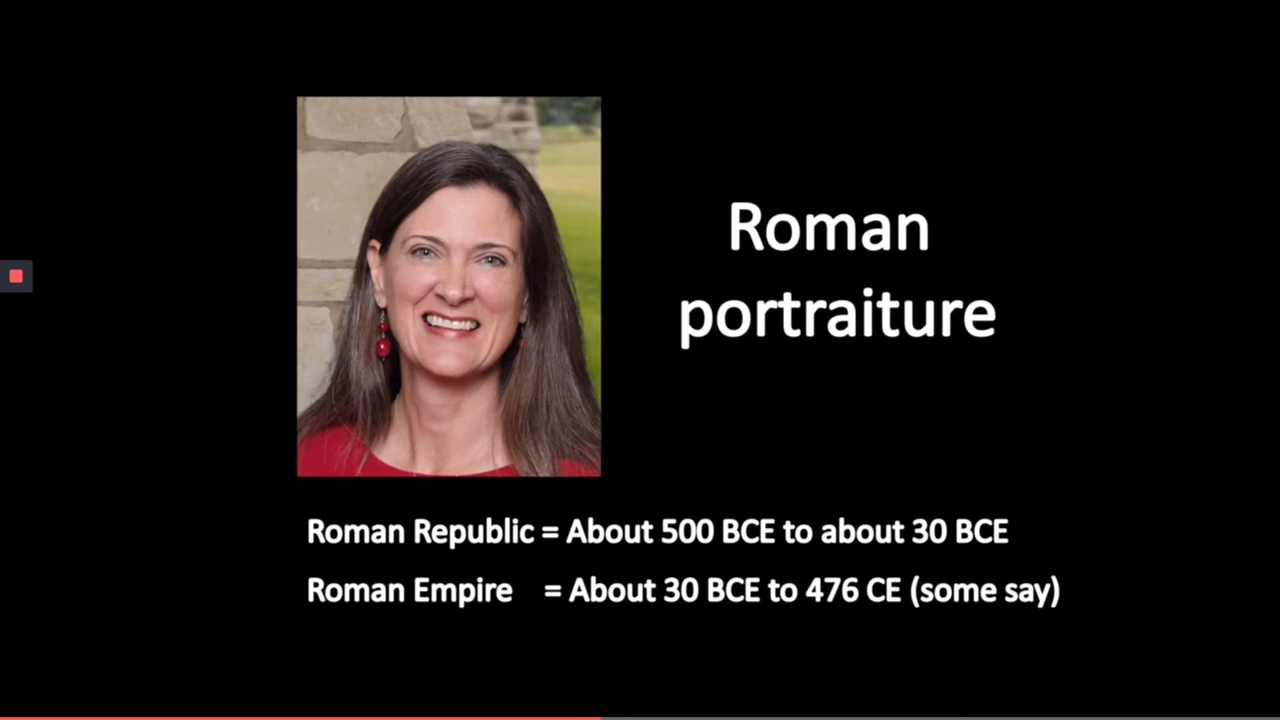 Roman
portraiture
Roman Republic = About 500 BCE to about 30 BCE
Roman Empire = About 30 BCE to 476 CE (some say)